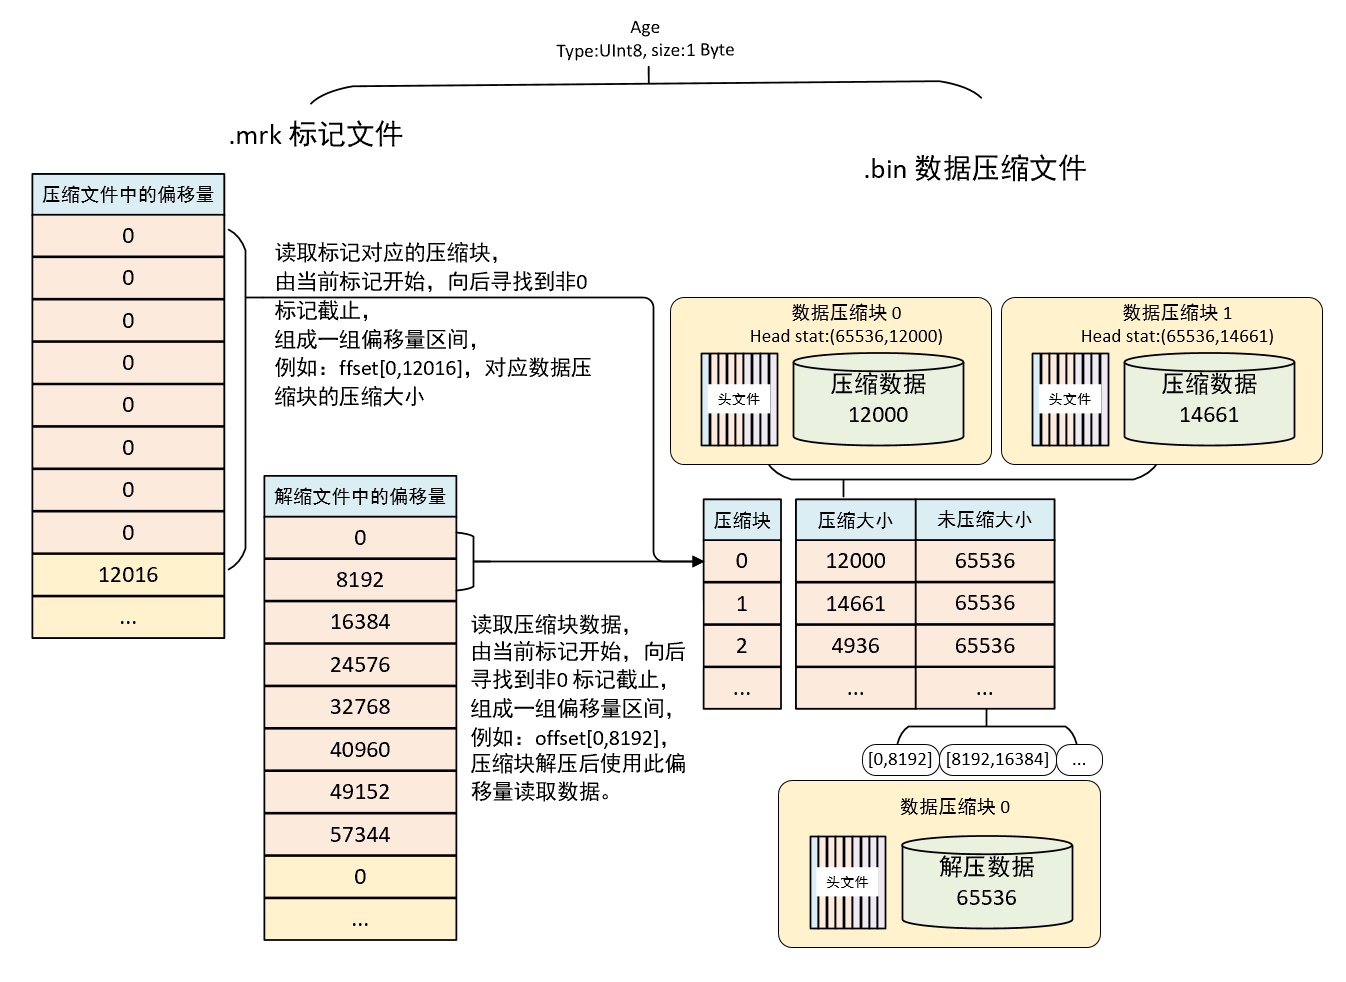 Age
Type:UInt8, size:1 Byte
.mrk 标记文件
.bin 数据压缩文件
压缩文件中的偏移量
0
0
0
0
0
0
0
0
12016
...
读取标记对应的压缩块，
由当前标记开始，向后寻找到非0
标记截止，
组成一组偏移量区间，
例如：ffset[0,12016]，对应数据压
缩块的压缩大小
解缩文件中的偏移量
0
8192
16384
24576
32768
40960
49152
57344
0
...
读取压缩块数据，
由当前标记开始，向后
寻找到非0 标记截止，
组成一组偏移量区间，
例如：offset[0,8192]，
压缩块解压后使用此偏
移量读取数据。
数据压缩块 0
Head stat:(65536,12000)
头文件
压缩数据
12000
数据压缩块 1
Head stat:(65536,14661)
头文件
压缩数据
14661
压缩块 压缩大小 未压缩大小
0 12000 65536
1 14661 65536
2 4936 65536
... ... ...
[0,8192] [8192,16384] ...
数据压缩块 0
头文件
解压数据
65536